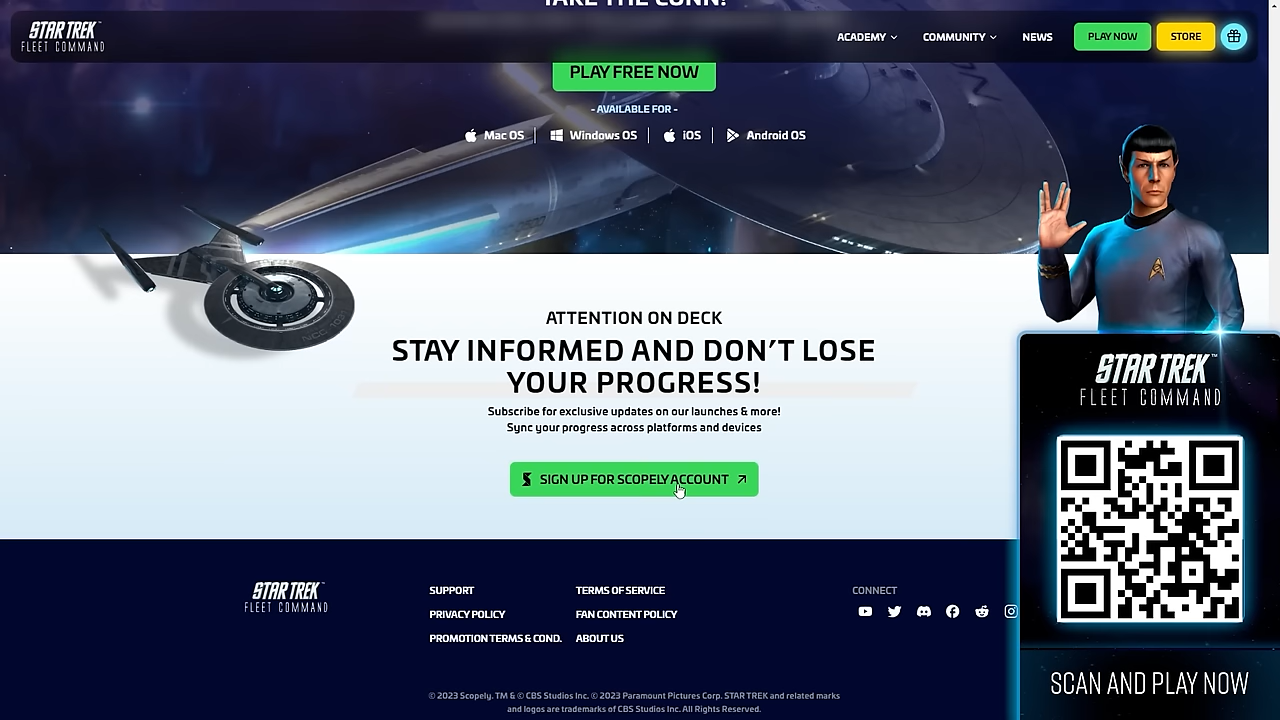 TAKE THE CONN!
STAR TREK™
FLEET COMMAND
ACADEMY
COMMUNITY
NEWS
PLAY NOW
STORE
PLAY FREE NOW
- AVAILABLE FOR -
Mac OS
Windows OS
iOS
Android OS
NCC 1031
ATTENTION ON DECK
STAY INFORMED AND DON’T LOSE
YOUR PROGRESS!
Subscribe for exclusive updates on our launches & more!
Sync your progress across platforms and devices
SIGN UP FOR SCOPELY ACCOUNT
STAR TREK™
FLEET COMMAND
STAR TREK™
FLEET COMMAND
SUPPORT
PRIVACY POLICY
PROMOTION TERMS & COND.
TERMS OF SERVICE
FAN CONTENT POLICY
ABOUT US
CONNECT
SCAN AND PLAY NOW
© 2023 Scopely. TM & © CBS Studios Inc. © 2023 Paramount Pictures Corp. STAR TREK and related marks
and logos are trademarks of CBS Studios Inc. All Rights Reserved.